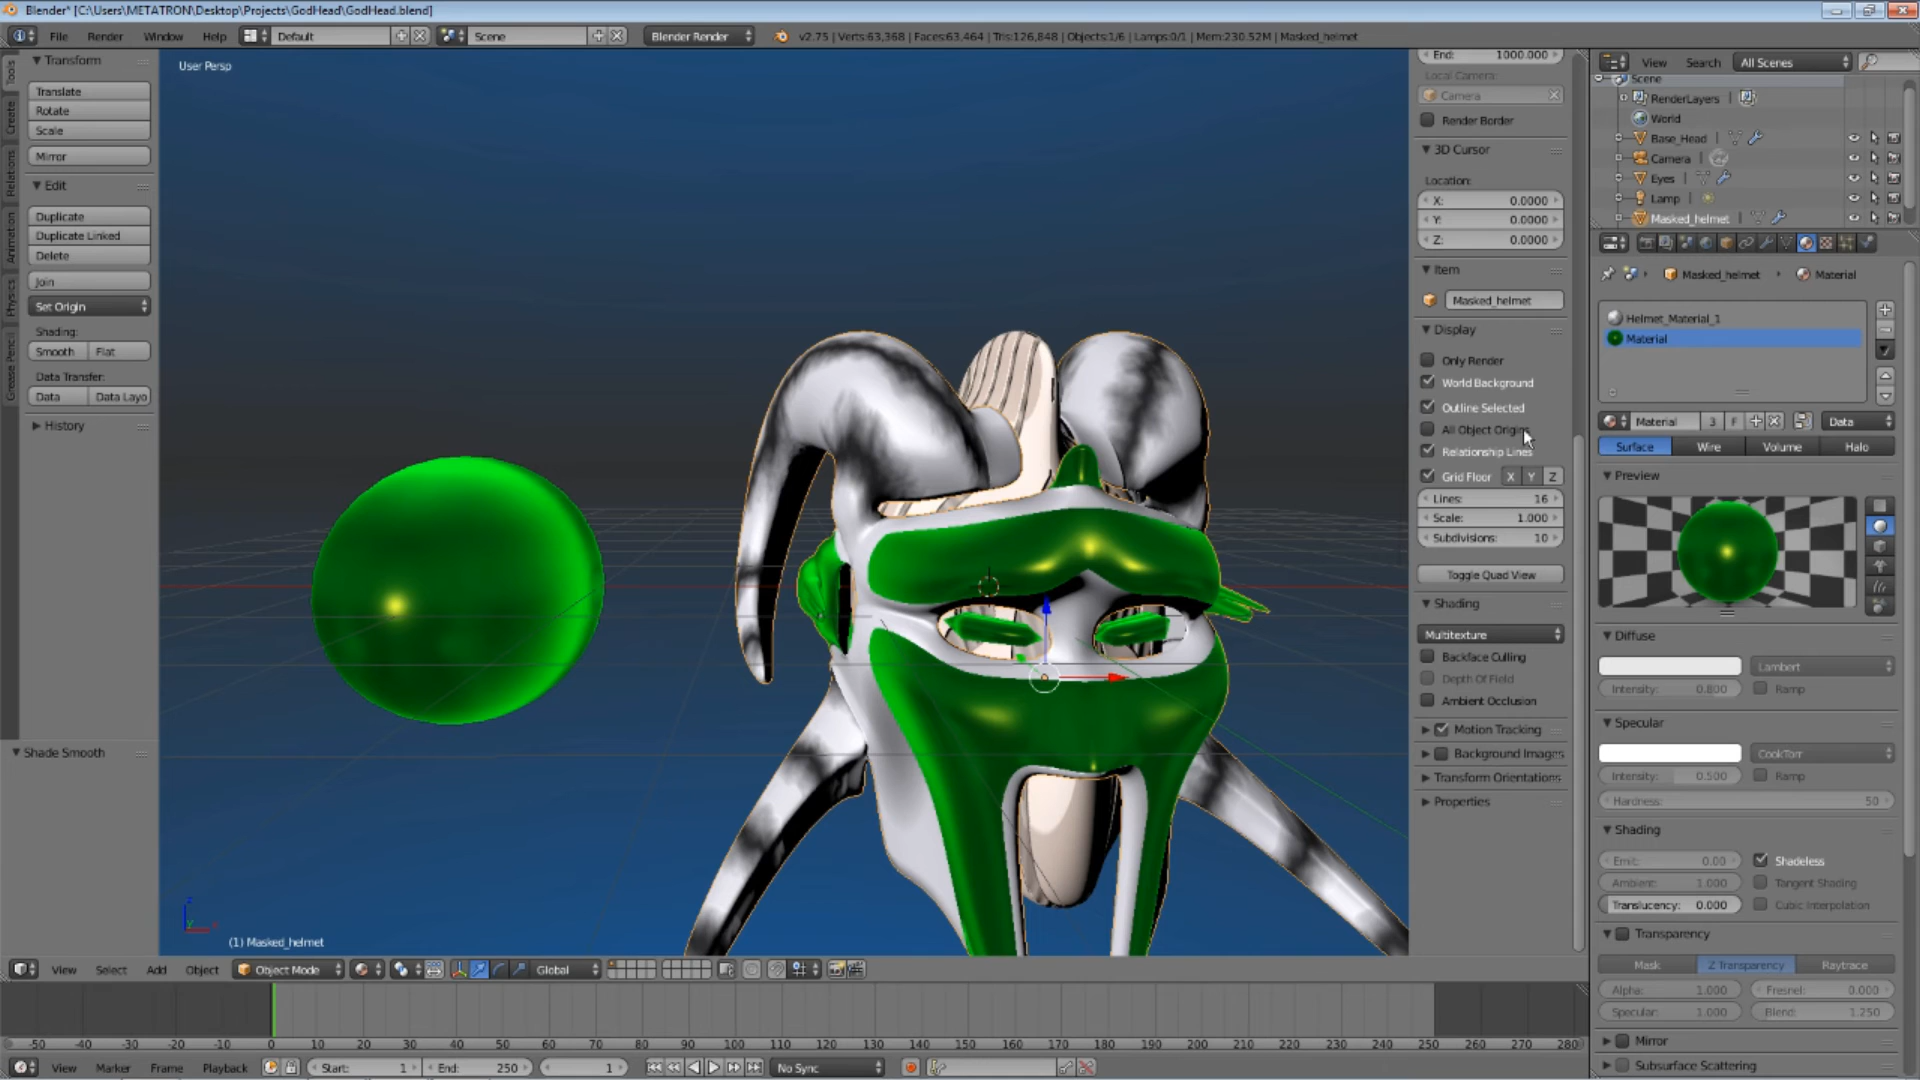 Blender* [C:\Users\METATRON\Desktop\Projects\GodHead\GodHead.blend]
File Render Window Help Default Scene Blender Render v2.75 | Verts:63,368 | Faces:63,464 | Tris:126,848 | Objects:1/6 | Lamps:0/1 | Mem:230.52M | Masked_helmet
Tools
Create
Relations
Animation
Physics
Grease Pencil
Transform
Translate
Rotate
Scale
Mirror
Edit
Duplicate
Duplicate Linked
Delete
Join
Set Origin
Shading:
Smooth Flat
Data Transfer:
Data Data Layo
History
Shade Smooth
User Persp
(1) Masked_helmet
End: 1000.000
Local Camera:
Camera
Render Border
3D Cursor
Location:
X: 0.0000
Y: 0.0000
Z: 0.0000
Item
Masked_helmet
Display
Only Render
World Background
Outline Selected
All Object Origins
Relationship Lines
Grid Floor X Y Z
Lines: 16
Scale: 1.000
Subdivisions: 10
Toggle Quad View
Shading
Multitexture
Backface Culling
Depth Of Field
Ambient Occlusion
Motion Tracking
Background Images
Transform Orientations
Properties
View Search All Scenes
Scene
RenderLayers
World
Base_Head
Camera
Eyes
Lamp
Masked_helmet
Masked_helmet Material
Helmet_Material_1
Material
Material 3 F Data
Surface Wire Volume Halo
Preview
Diffuse
Lambert
Intensity: 0.800 Ramp
Specular
CookTorr
Intensity: 0.500 Ramp
Hardness: 50
Shading
Emit: 0.00 Shadeless
Ambient: 1.000 Tangent Shading
Translucency: 0.000 Cubic Interpolation
Transparency
Mask Z Transparency Raytrace
Alpha: 1.000 Fresnel: 0.000
Specular: 1.000 Blend: 1.250
Mirror
Subsurface Scattering
View Select Add Object Object Mode Global
-50 -40 -30 -20 -10 0 10 20 30 40 50 60 70 80 90 100 110 120 130 140 150 160 170 180 190 200 210 220 230 240 250 260 270 280
View Marker Frame Playback Start: 1 End: 250 1 No Sync